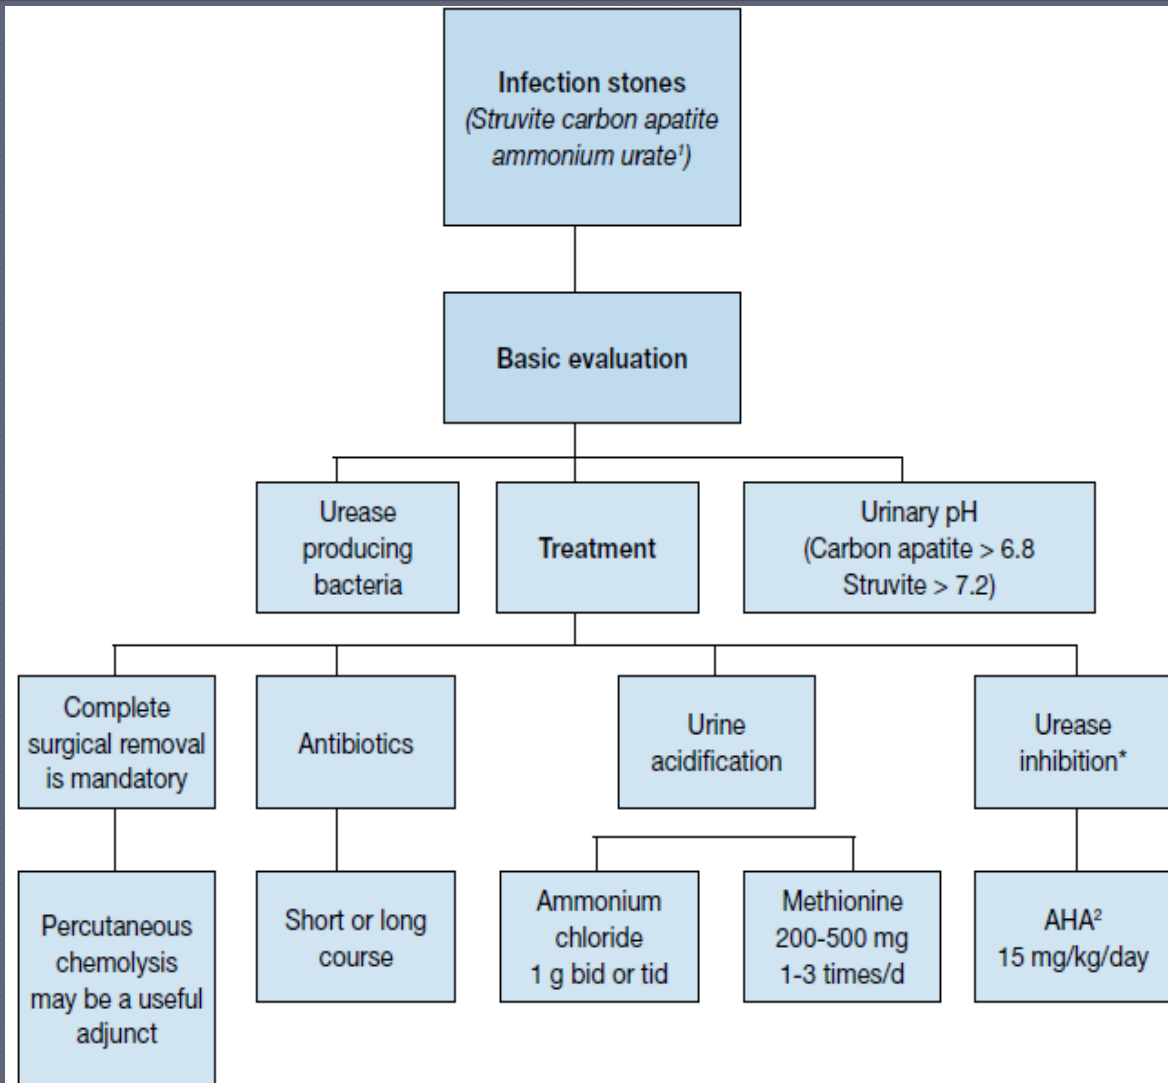 Infection stones
(Struvite carbon apatite
ammonium urate¹)
Basic evaluation
Urease
producing
bacteria
Treatment
Urinary pH
(Carbon apatite > 6.8
Struvite > 7.2)
Complete
surgical removal
is mandatory
Antibiotics
Urine
acidification
Urease
inhibition*
Percutaneous
chemolysis
may be a useful
adjunct
Short or long
course
Ammonium
chloride
1 g bid or tid
Methionine
200-500 mg
1-3 times/d
AHA²
15 mg/kg/day